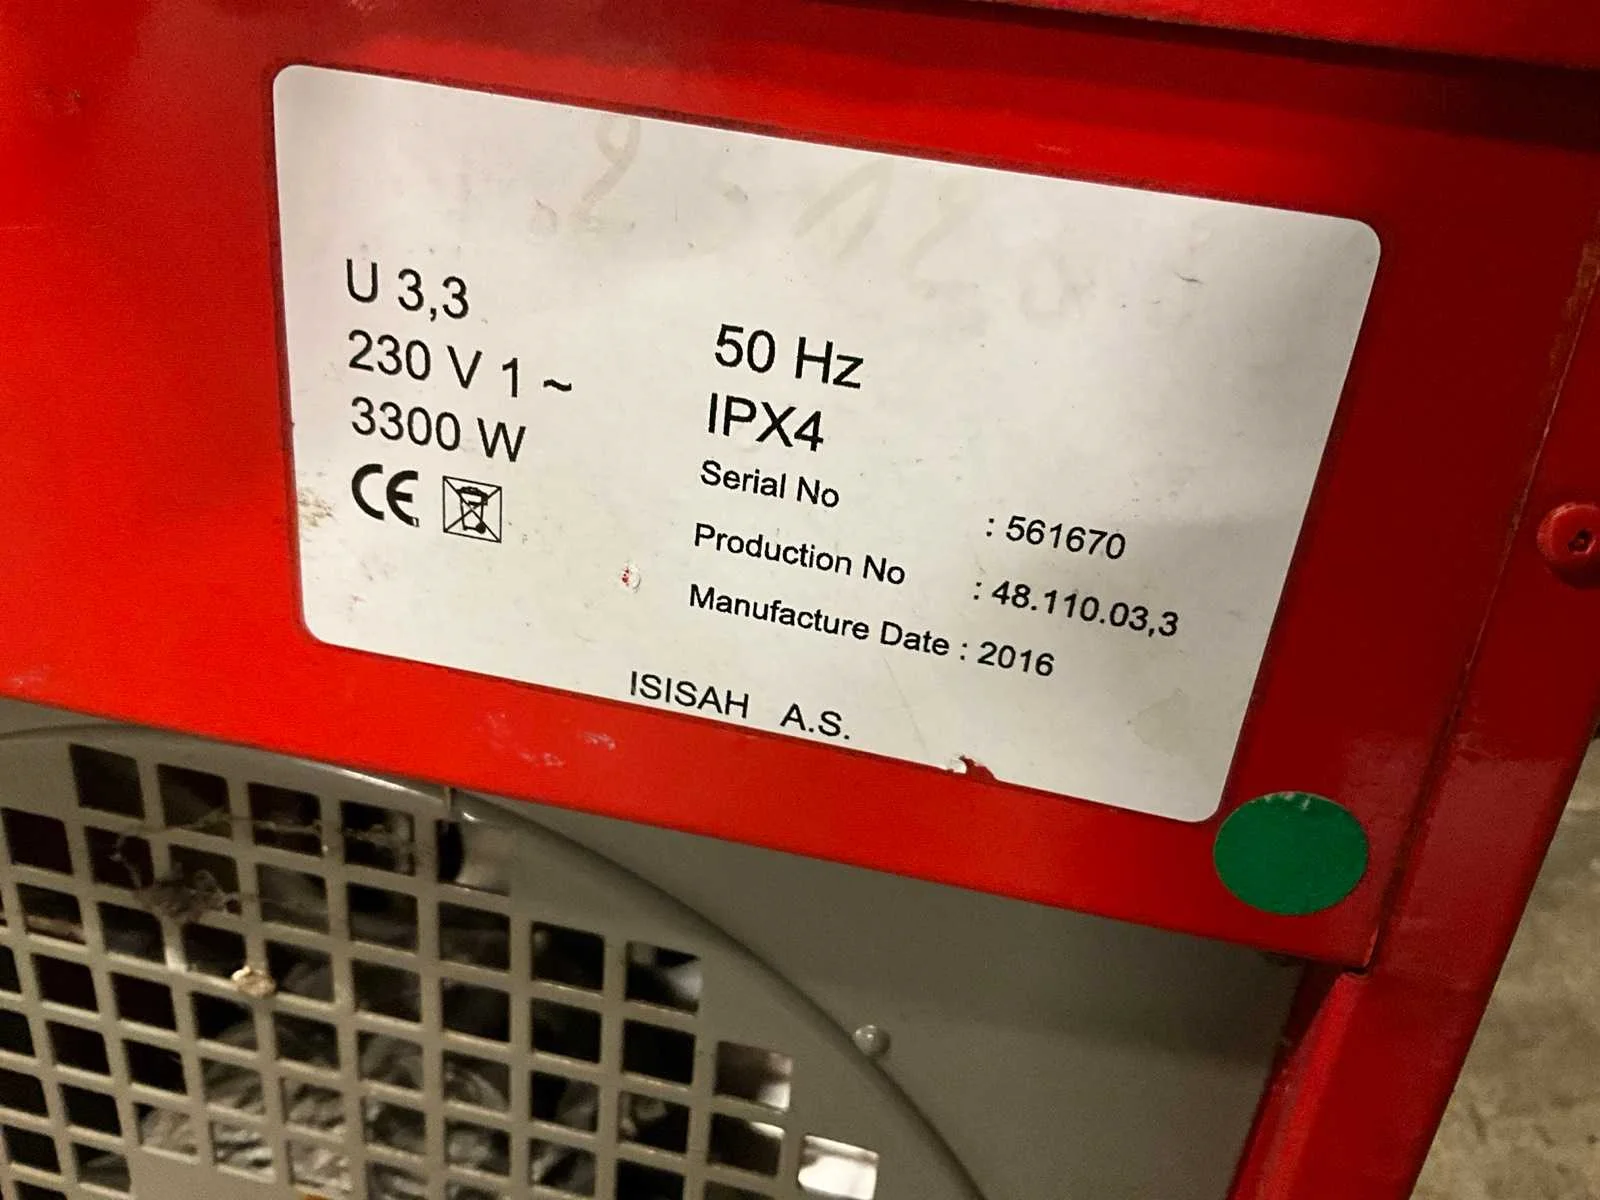 U 3,3
230 V 1 ~
3300 W
CE
50 Hz
IPX4
Serial No : 561670
Production No : 48.110.03,3
Manufacture Date : 2016
ISISAH A.S.